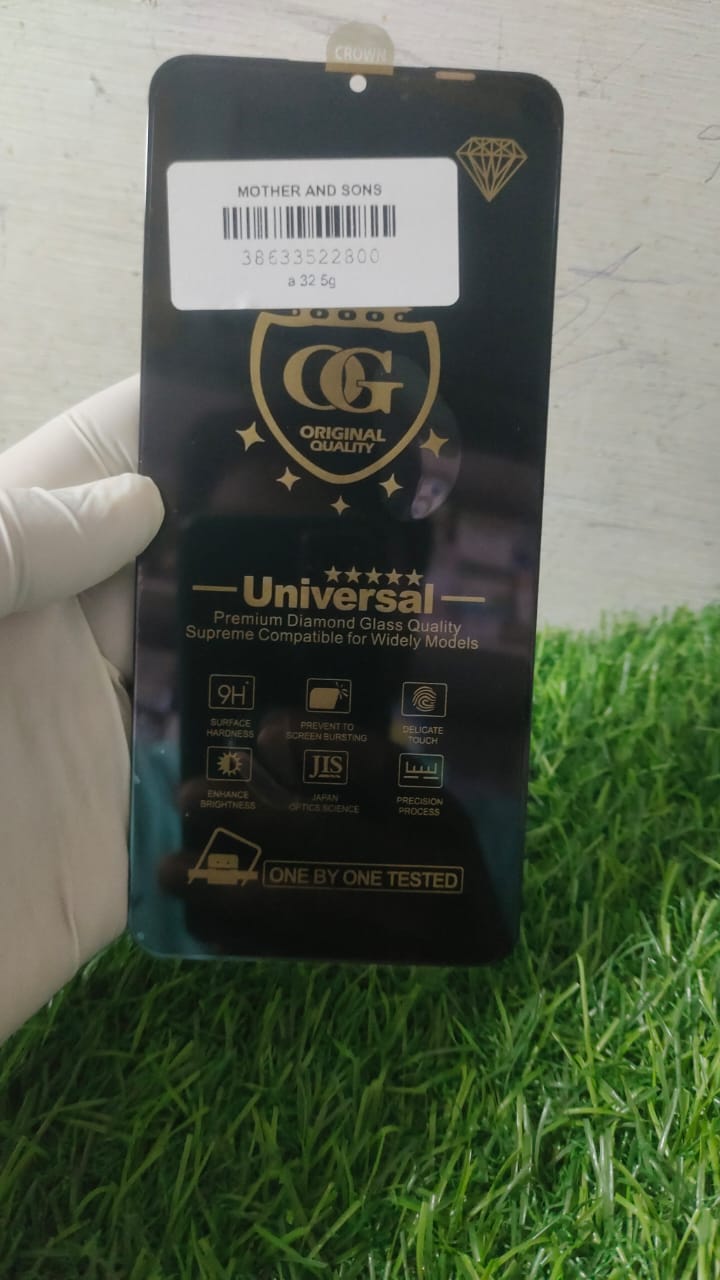 CROWN
MOTHER AND SONS
38633522800
a 32 5g
OG
ORIGINAL
QUALITY
Universal
Premium Diamond Glass Quality
Supreme Compatible for Widely Models
9H
SURFACE
HARDNESS
PREVENT TO
SCREEN BURSTING
DELICATE
TOUCH
ENHANCE
BRIGHTNESS
JIS
JAPAN
OPTICS SCIENCE
PRECISION
PROCESS
ONE BY ONE TESTED